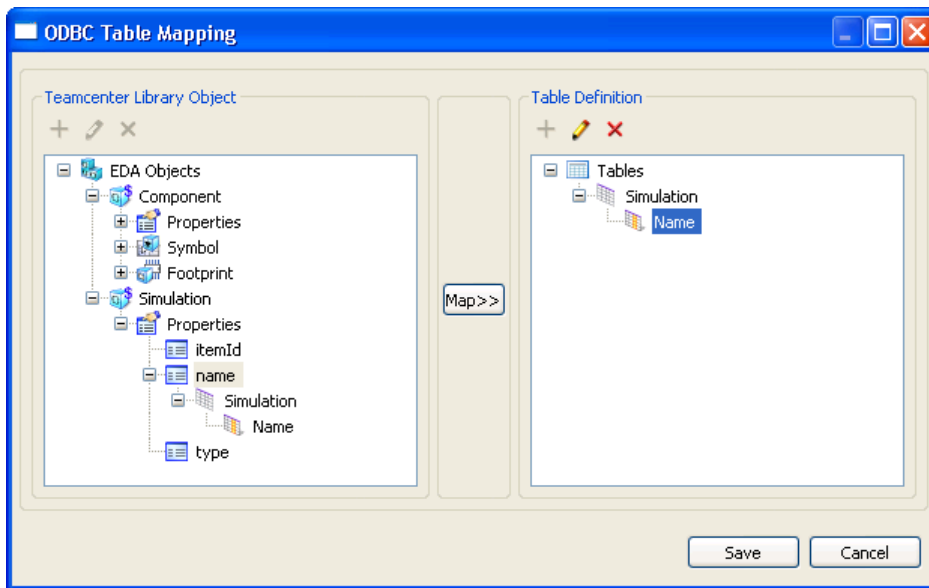 ODBC Table Mapping
Teamcenter Library Object
EDA Objects
Component
Properties
Symbol
Footprint
Simulation
Properties
itemId
name
Simulation
Name
type
Map>>
Table Definition
Tables
Simulation
Name
Save
Cancel